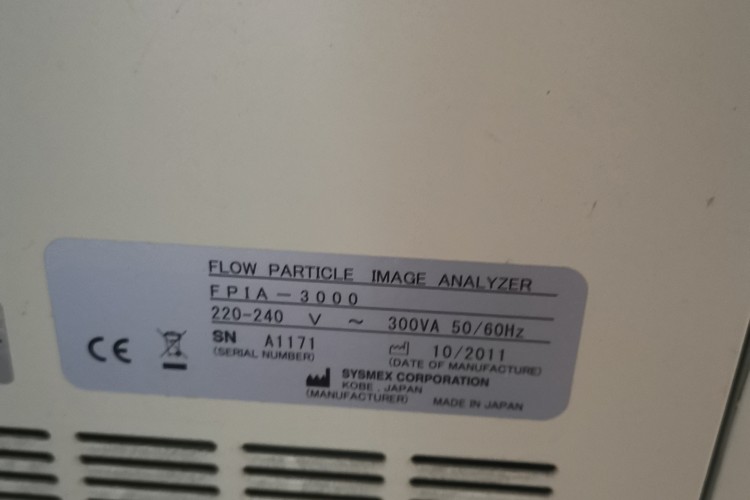 FLOW PARTICLE IMAGE ANALYZER
FPIA-3000
220-240 V ~ 300VA 50/60Hz
SN A1171 10/2011
(SERIAL NUMBER) (DATE OF MANUFACTURE)
CE
SYSMEX CORPORATION
KOBE, JAPAN
(MANUFACTURER) MADE IN JAPAN